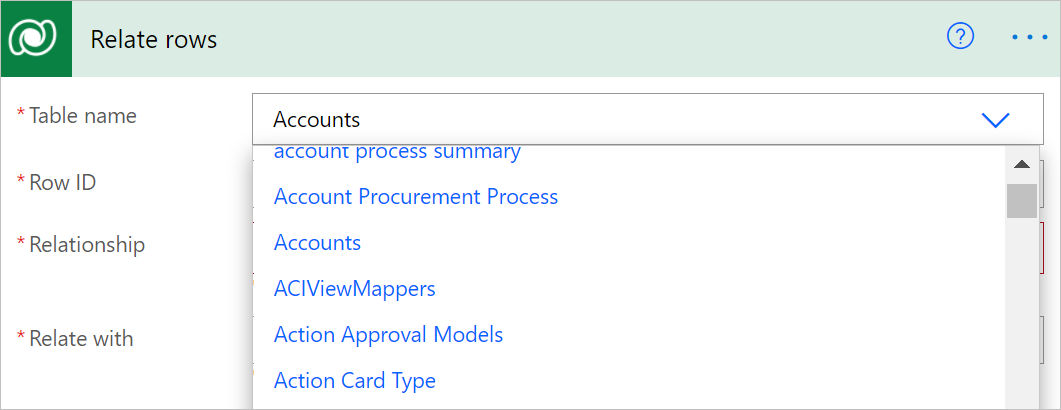 Relate rows
* Table name
Accounts
account process summary
* Row ID
Account Procurement Process
* Relationship
Accounts
ACIViewMappers
* Relate with
Action Approval Models
Action Card Type